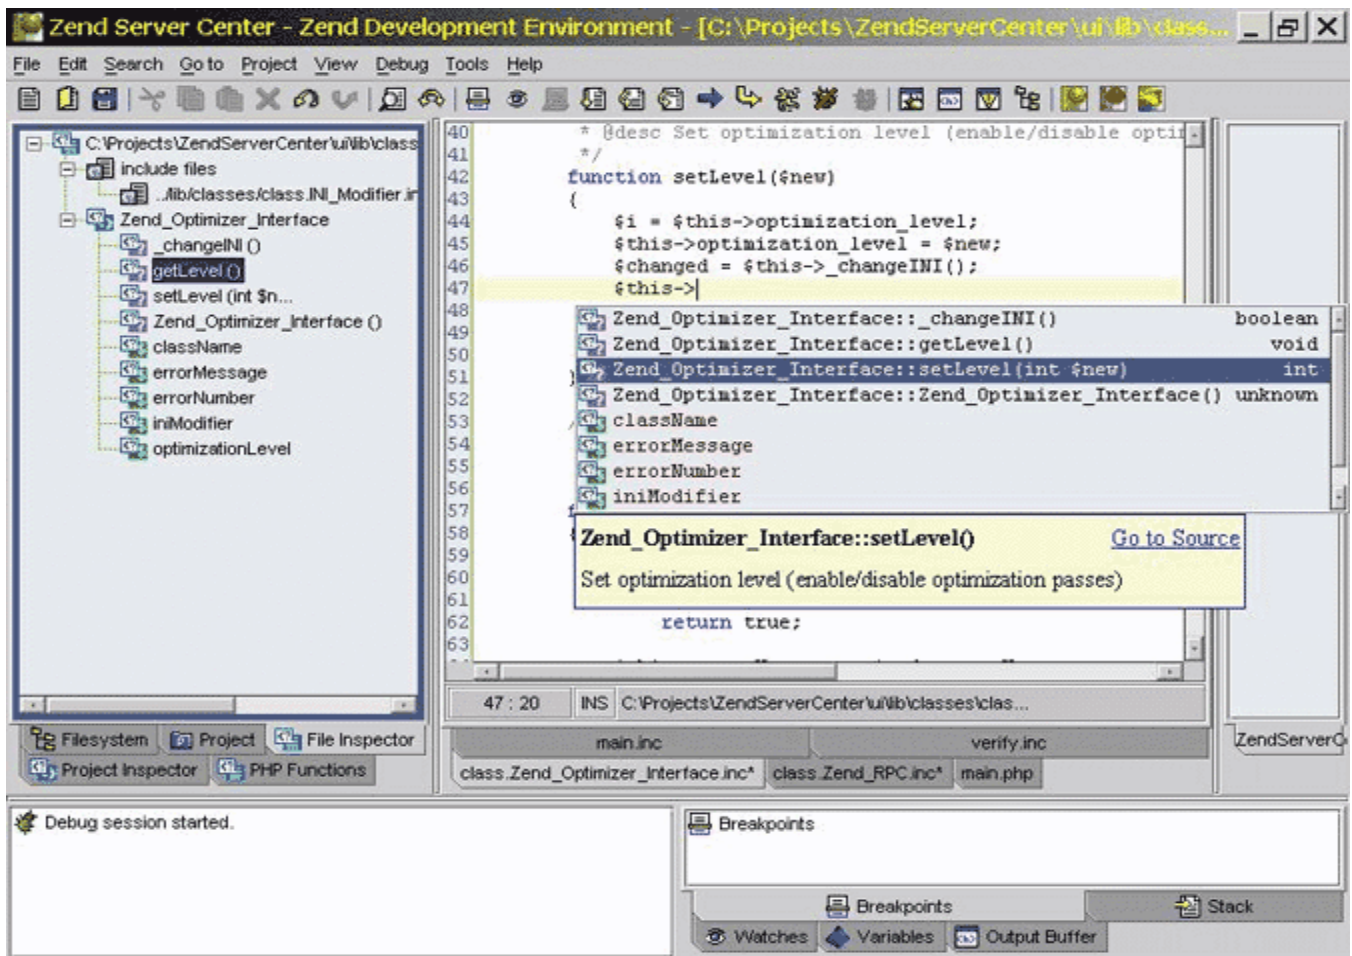 Zend Server Center - Zend Development Environment - [C:\Projects\ZendServerCenter\ui\lib\class...
File Edit Search Go to Project View Debug Tools Help
C:\Projects\ZendServerCenter\ui\lib\class
include files
../lib/classes/class.INI_Modifier.in
Zend_Optimizer_Interface
_changeINI ()
getLevel ()
setLevel (int $n...
Zend_Optimizer_Interface ()
className
errorMessage
errorNumber
iniModifier
optimizationLevel
Filesystem Project File Inspector
Project Inspector PHP Functions
40 * @desc Set optimization level (enable/disable optim
41 */
42 function setLevel($new)
43 {
44 $i = $this->optimization_level;
45 $this->optimization_level = $new;
46 $changed = $this->_changeINI();
47 $this->
48
49
50
51 }
52
53 /
54
55
56
57 f
58 {
59
60
61
62 return true;
63
Zend_Optimizer_Interface::_changeINI() boolean
Zend_Optimizer_Interface::getLevel() void
Zend_Optimizer_Interface::setLevel(int $new) int
Zend_Optimizer_Interface::Zend_Optimizer_Interface() unknown
className
errorMessage
errorNumber
iniModifier
Zend_Optimizer_Interface::setLevel() Go to Source
Set optimization level (enable/disable optimization passes)
47 : 20 INS C:\Projects\ZendServerCenter\ui\lib\classes\clas...
main.inc verify.inc
class.Zend_Optimizer_Interface.inc* class.Zend_RPC.inc* main.php
ZendServerC
Debug session started.
Breakpoints
Breakpoints Stack
Watches Variables Output Buffer